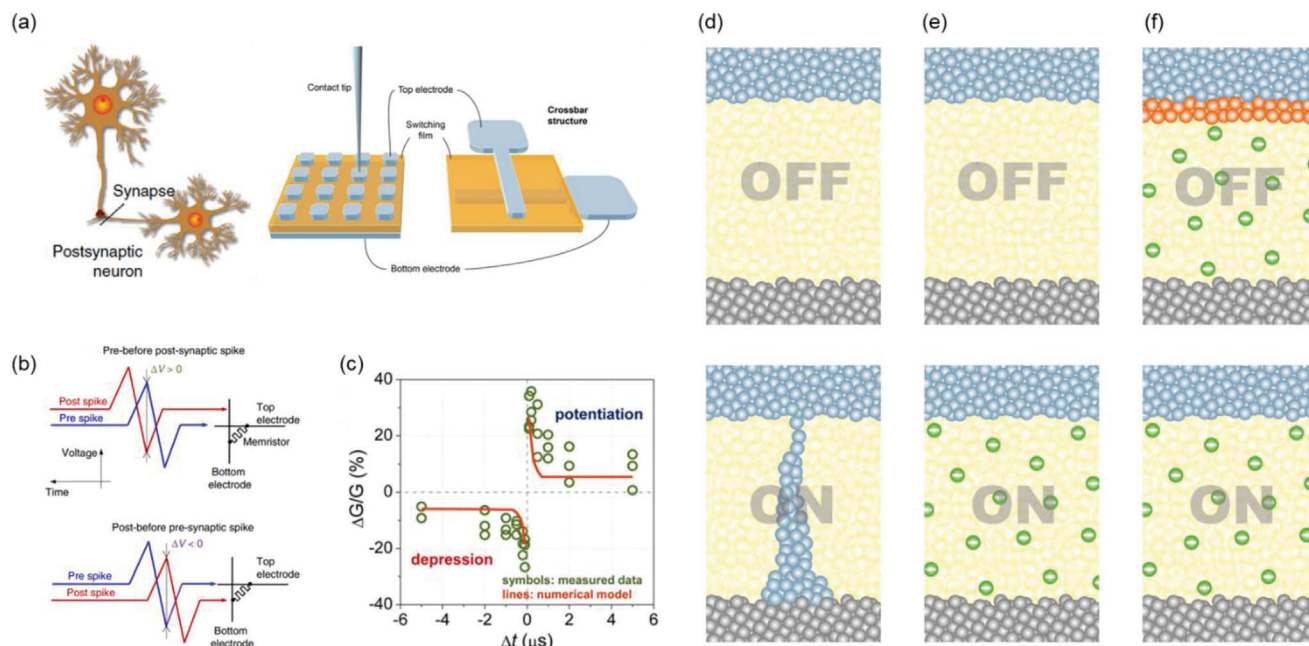 (a)
Synapse
Postsynaptic
neuron
Contact tip
Top electrode
Switching
film
Crossbar
structure
Bottom electrode
(b)
Pre-before post-synaptic spike
ΔV > 0
Post spike
Pre spike
Top
electrode
Memristor
Voltage
Bottom
electrode
Time
Post-before pre-synaptic spike
ΔV < 0
Pre spike
Post spike
Top
electrode
Bottom
electrode
(c)
ΔG/G (%)
40
20
0
-20
-40
potentiation
depression
symbols: measured data
lines: numerical model
-6 -4 -2 0 2 4 6
Δt (μs)
(d)
OFF
ON
(e)
OFF
ON
(f)
OFF
ON